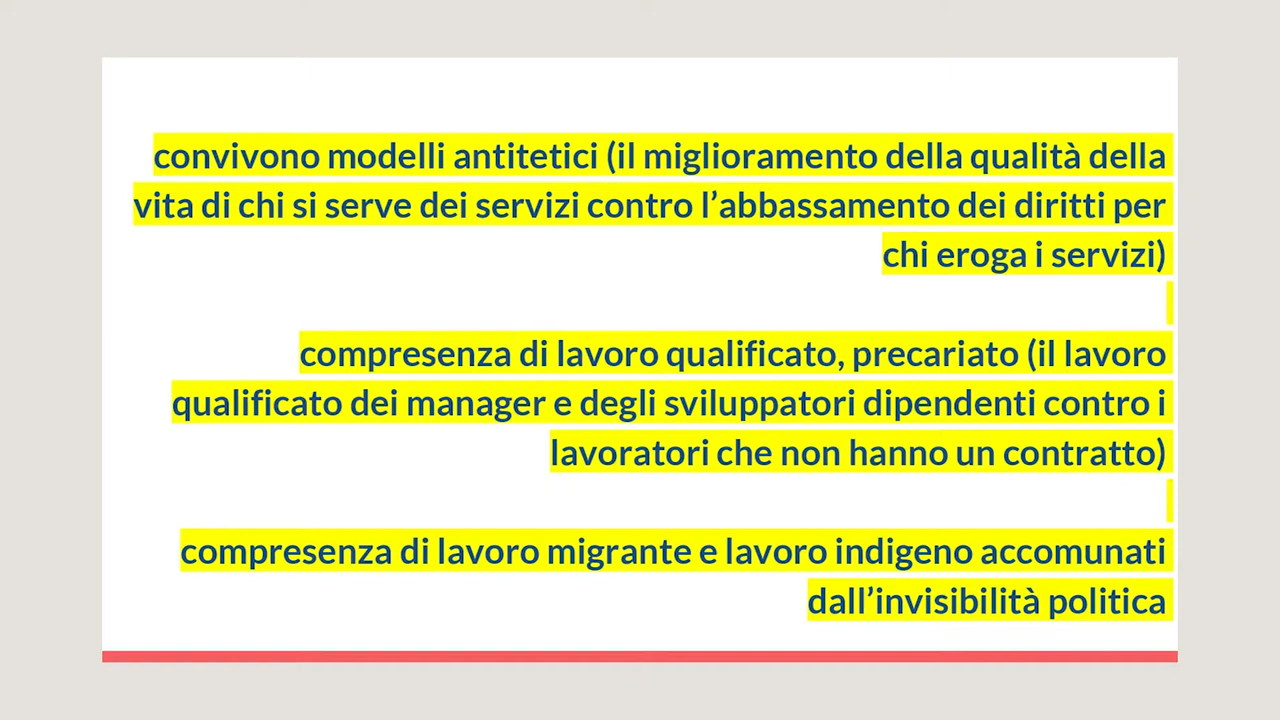 convivono modelli antitetici (il miglioramento della qualità della
vita di chi si serve dei servizi contro l’abbassamento dei diritti per
chi eroga i servizi)
compresenza di lavoro qualificato, precariato (il lavoro
qualificato dei manager e degli sviluppatori dipendenti contro i
lavoratori che non hanno un contratto)
compresenza di lavoro migrante e lavoro indigeno accomunati
dall’invisibilità politica